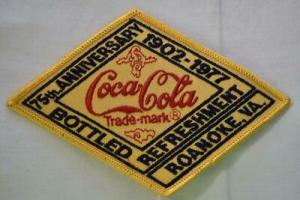 75th ANNIVERSARY
1902-1977
Coca-Cola
Trade-mark®
BOTTLED
REFRESHMENT
ROANOKE, VA.